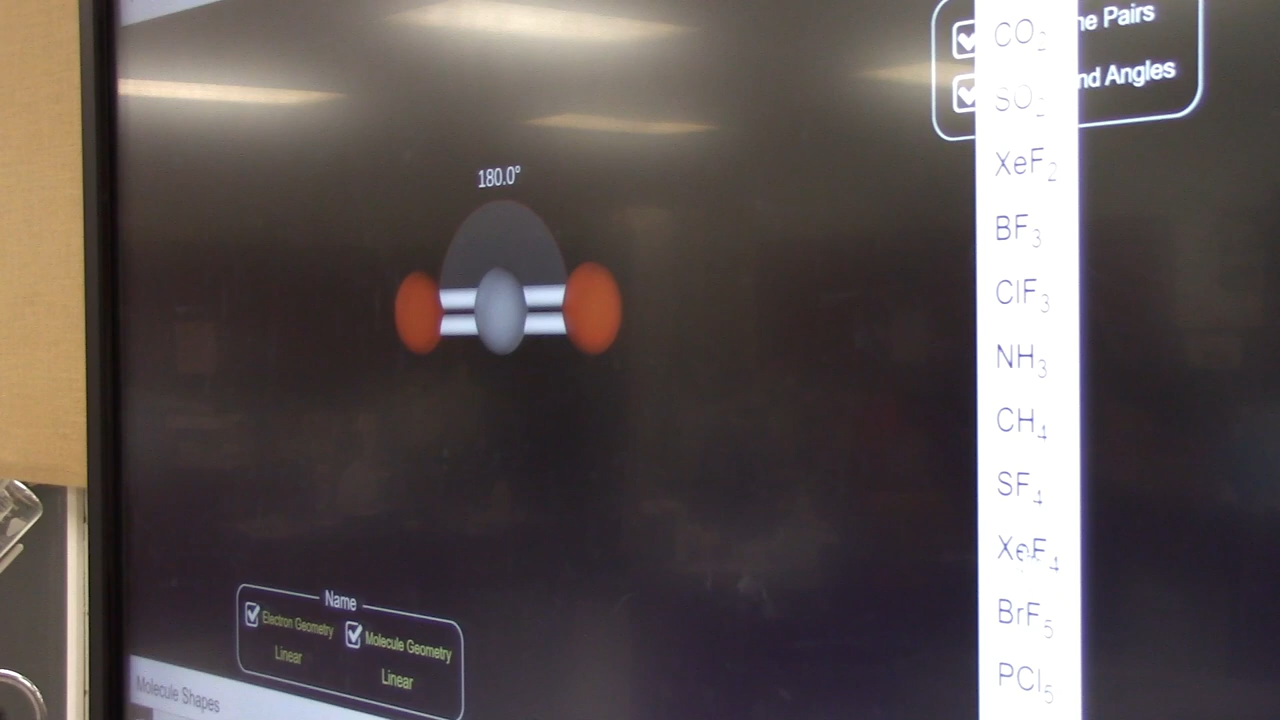 ne Pairs
nd Angles
CO₂
SO₂
XeF₂
BF₃
ClF₃
NH₃
CH₄
SF₄
XeF₄
BrF₅
PCl₅
180.0°
Name
Electron Geometry
Molecule Geometry
Linear
Linear
Molecule Shapes